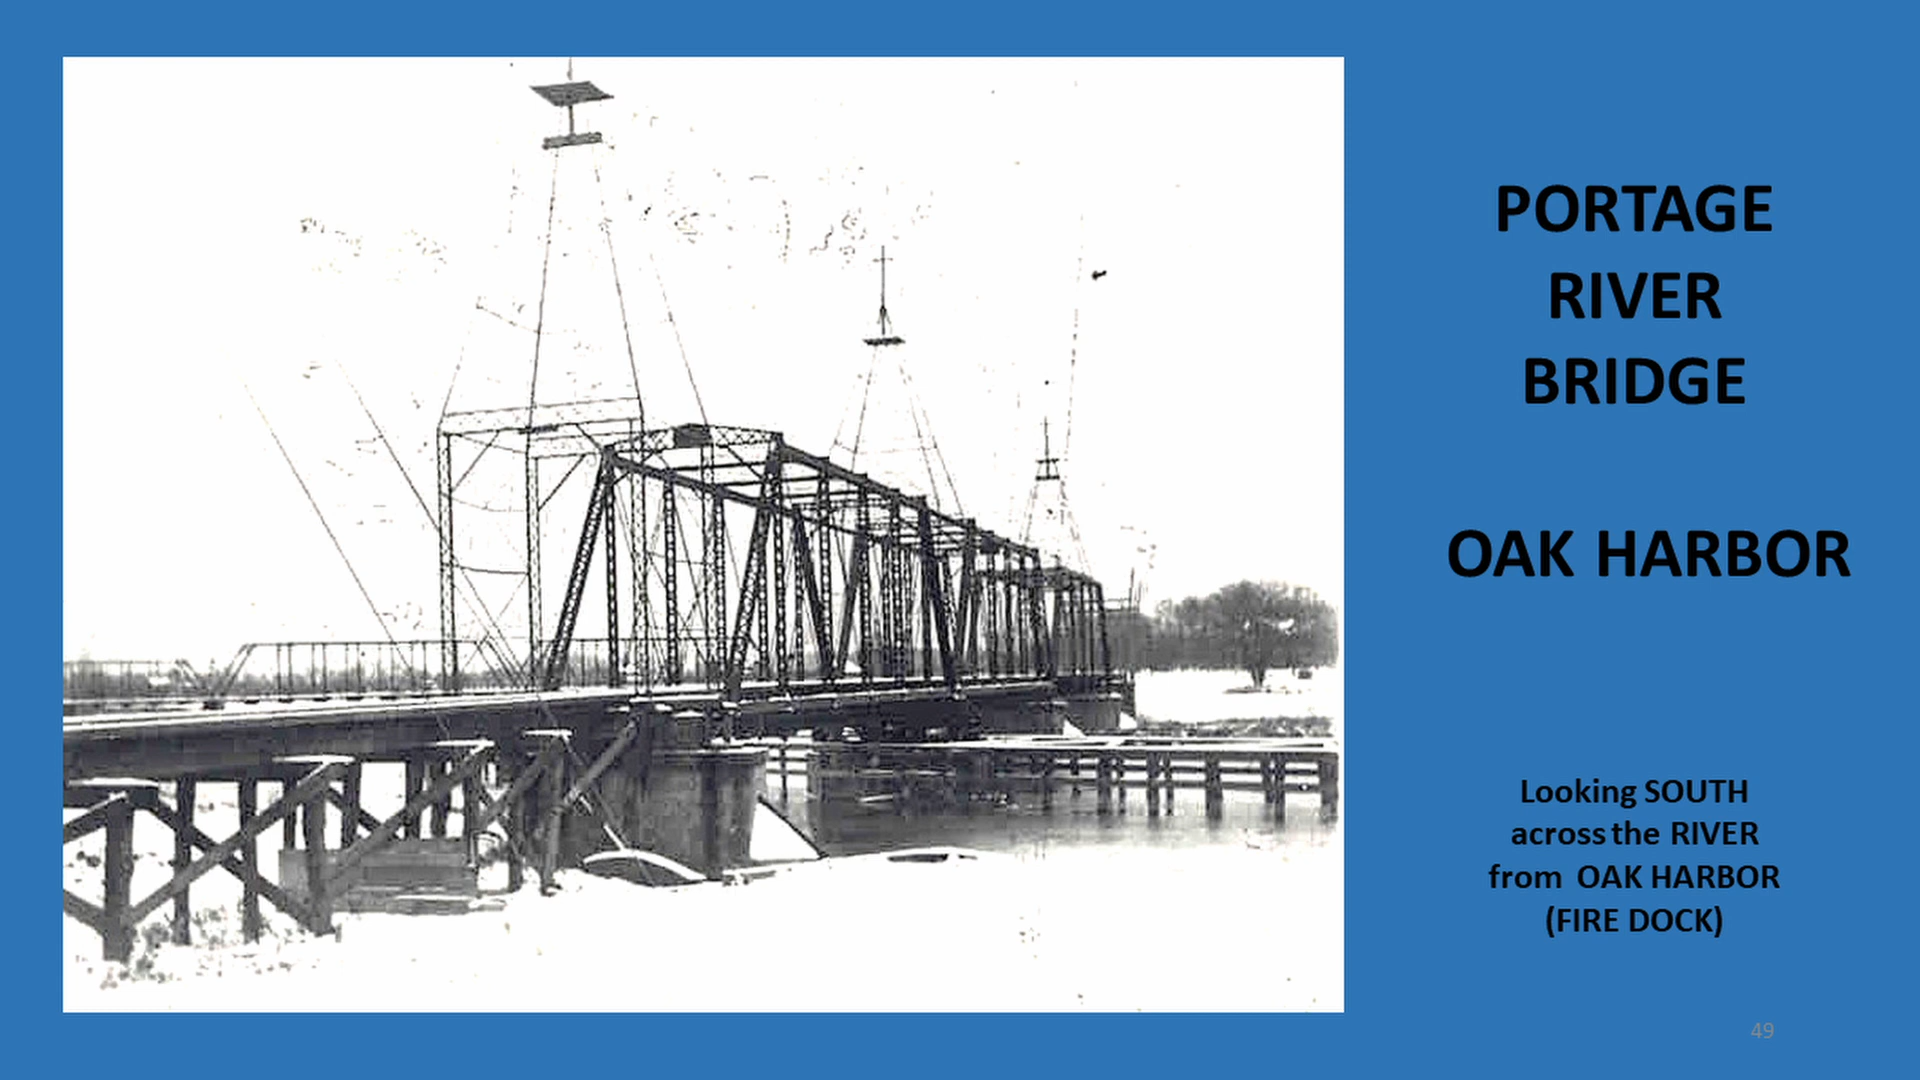 PORTAGE
RIVER
BRIDGE
OAK HARBOR
Looking SOUTH
across the RIVER
from OAK HARBOR
(FIRE DOCK)
49